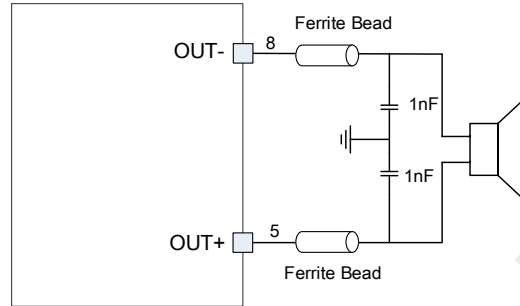 Ferrite Bead
OUT- 8
1nF
1nF
OUT+ 5
Ferrite Bead